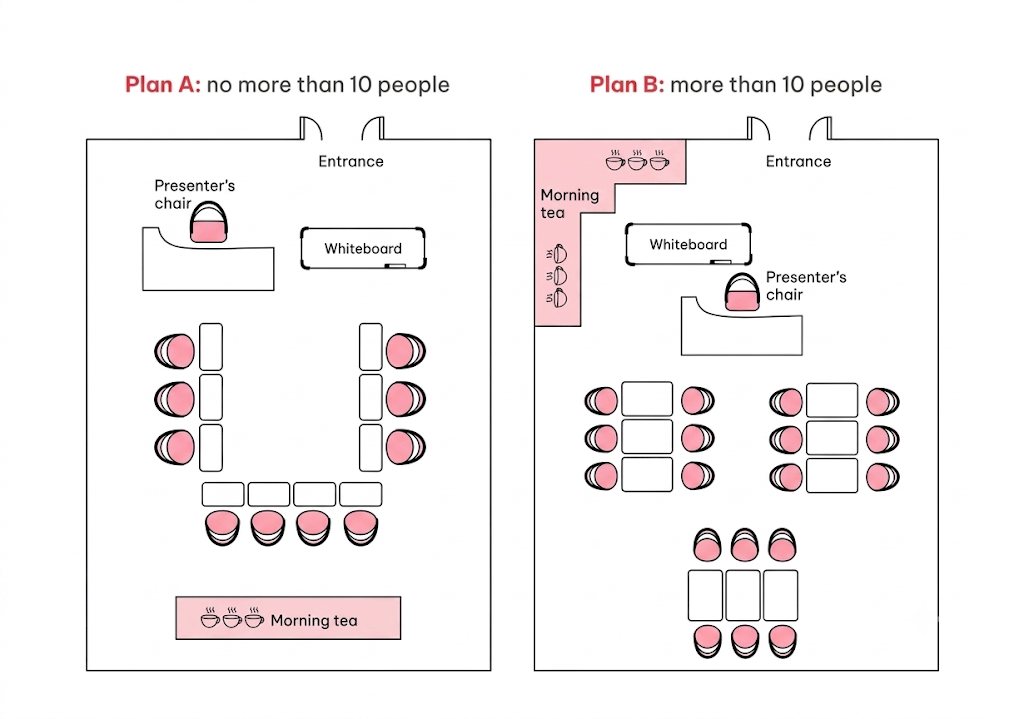 Plan A: no more than 10 people
Entrance
Presenter's
chair
Whiteboard
Morning tea
Plan B: more than 10 people
Entrance
Morning
tea
Whiteboard
Presenter's
chair